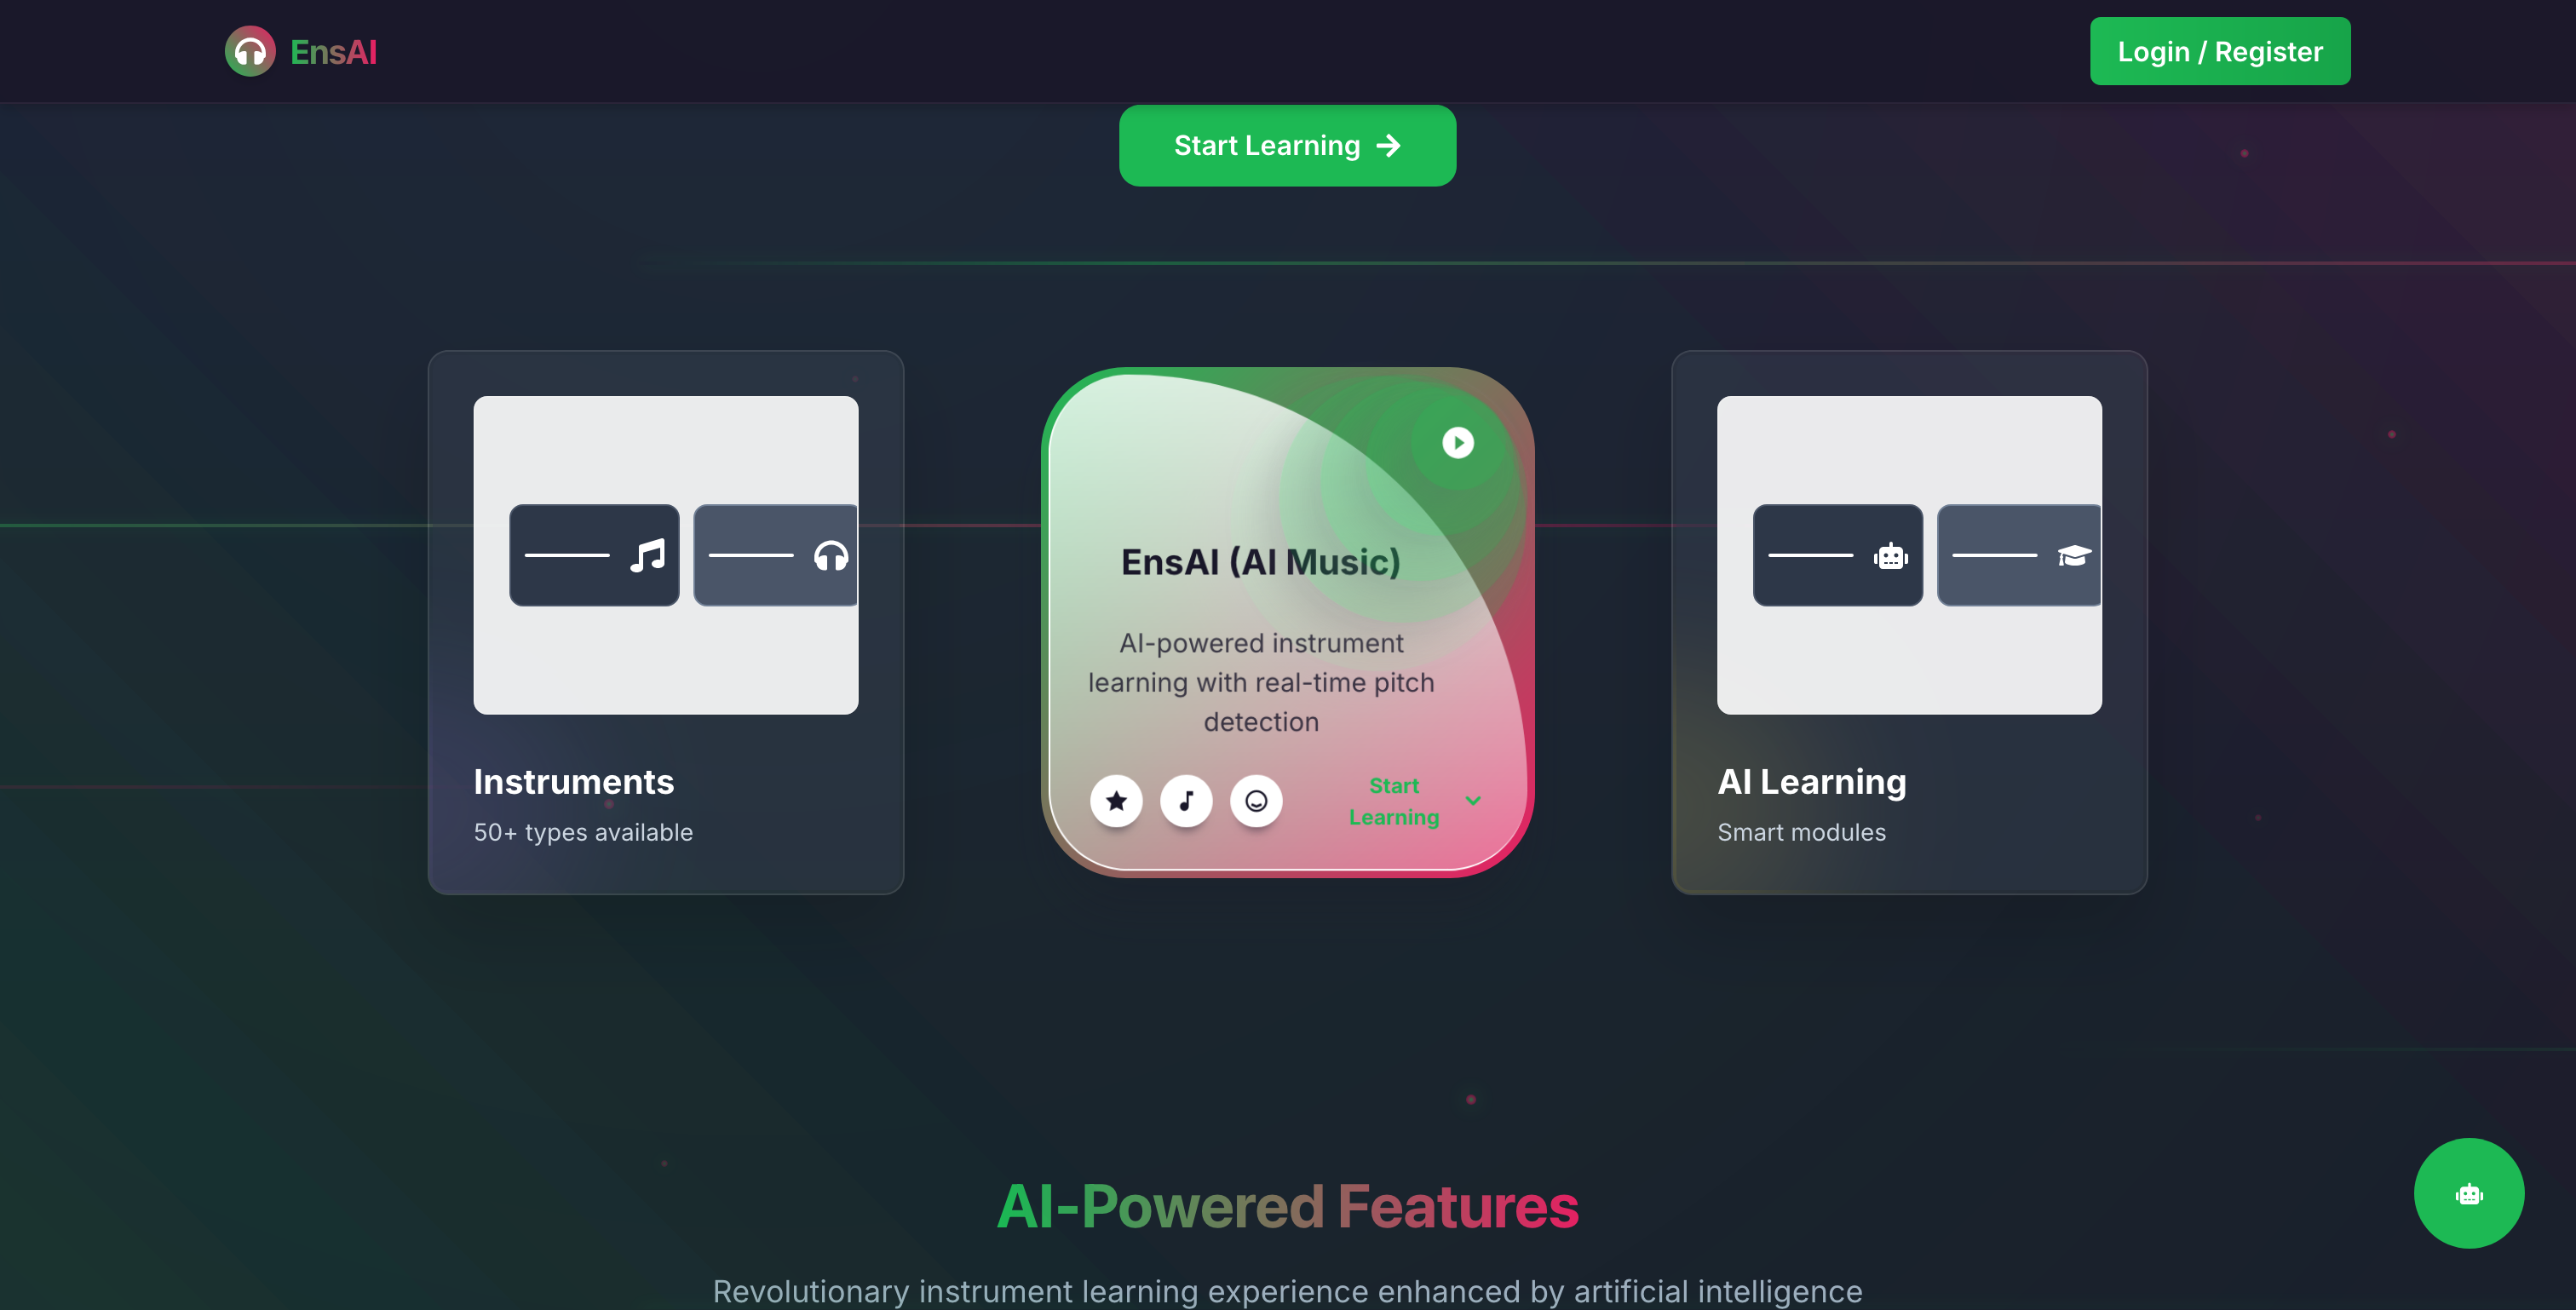 EnsAI
Login / Register
Start Learning
Instruments
50+ types available
EnsAI (AI Music)
AI-powered instrument
learning with real-time pitch
detection
Start
Learning
AI Learning
Smart modules
AI-Powered Features
Revolutionary instrument learning experience enhanced by artificial intelligence